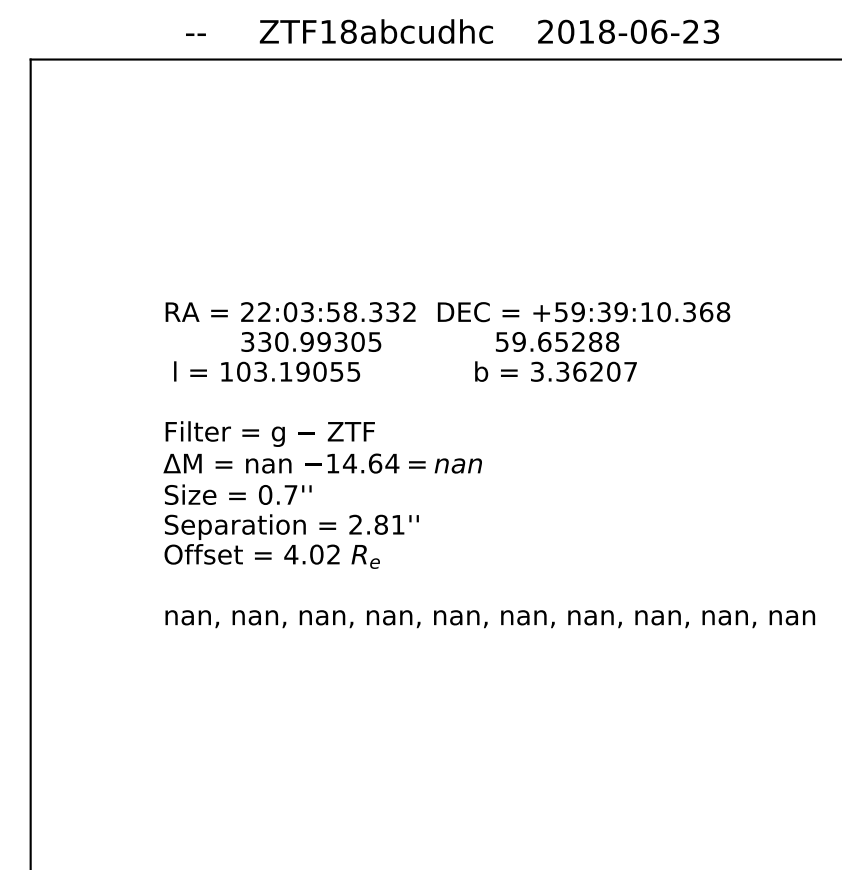 -- ZTF18abcudhc 2018-06-23
RA = 22:03:58.332 DEC = +59:39:10.368
330.99305 59.65288
l = 103.19055 b = 3.36207
Filter = g − ZTF
ΔM = nan −14.64 = nan
Size = 0.7''
Separation = 2.81''
Offset = 4.02 Re
nan, nan, nan, nan, nan, nan, nan, nan, nan, nan